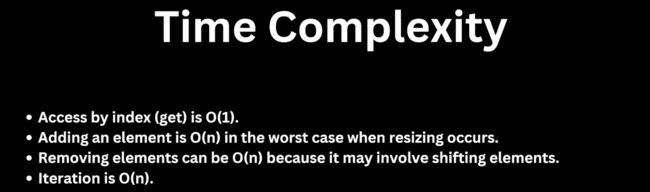 Time Complexity
• Access by index (get) is O(1).
• Adding an element is O(n) in the worst case when resizing occurs.
• Removing elements can be O(n) because it may involve shifting elements.
• Iteration is O(n).